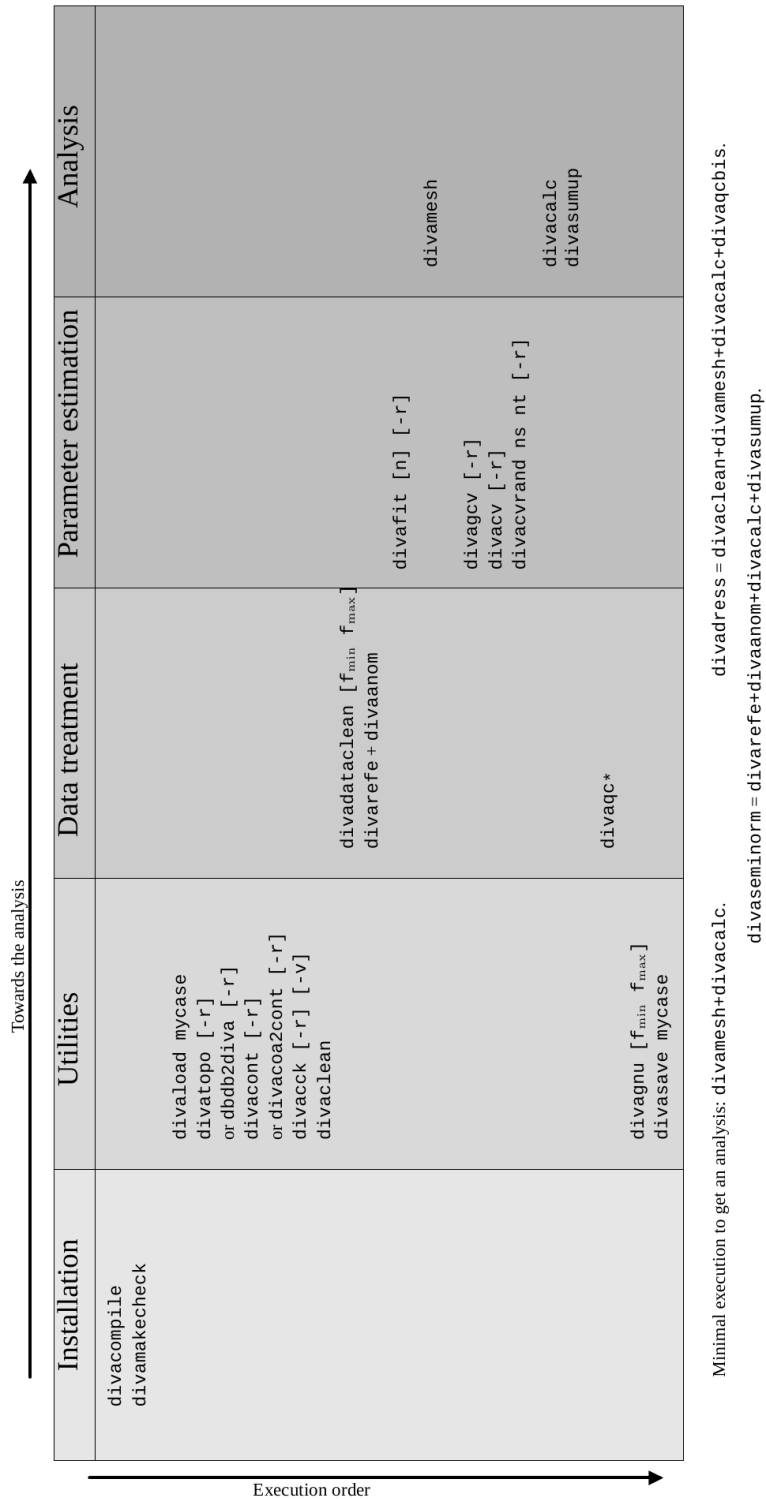 Towards the analysis
Execution order
Installation
divacompile
divamakecheck
Utilities
divaload mycase
divatopo [-r]
or dbdb2diva [-r]
divacont [-r]
or divacoa2cont [-r]
divacck [-r] [-v]
divaclean
divagnu [fmin fmax]
divasave mycase
Data treatment
divadataclean [fmin fmax]
divarefe + divaanom
divaqc*
Parameter estimation
divafit [n] [-r]
divagcv [-r]
divacv [-r]
divacvrand ns nt [-r]
Analysis
divamesh
divacalc
divasumup
Minimal execution to get an analysis: divamesh+divacalc.
divadress = divaclean+divamesh+divacalc+divaqcbis.
divaseminorm = divarefe+divaanom+divacalc+divasumup.